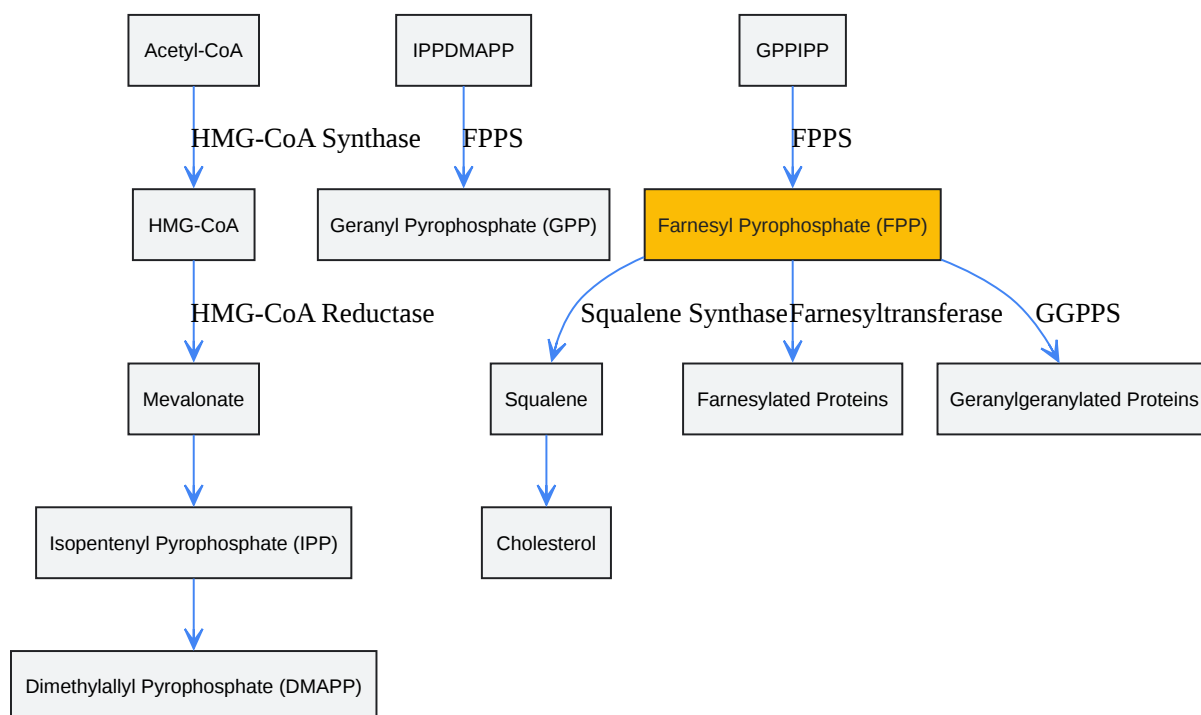 Acetyl-CoA
IPPDMAPP
GPPIPP
HMG-CoA Synthase
FPPS
FPPS
HMG-CoA
Geranyl Pyrophosphate (GPP)
Farnesyl Pyrophosphate (FPP)
HMG-CoA Reductase
Squalene Synthase
Farnesyltransferase
GGPPS
Mevalonate
Squalene
Farnesylated Proteins
Geranylgeranylated Proteins
Isopentenyl Pyrophosphate (IPP)
Cholesterol
Dimethylallyl Pyrophosphate (DMAPP)